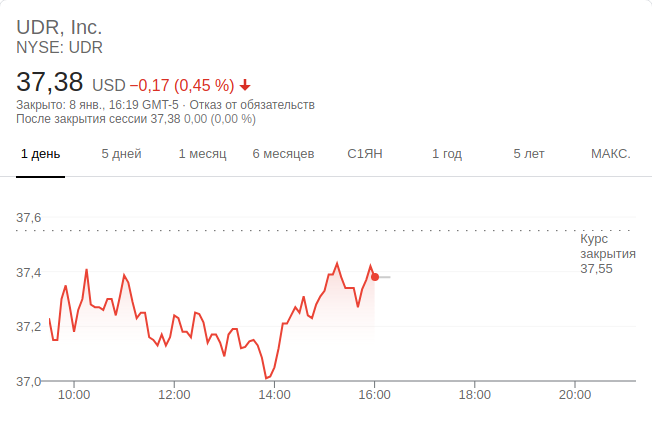 UDR, Inc.
NYSE: UDR
37,38 USD −0,17 (0,45 %)
Закрыто: 8 янв., 16:19 GMT-5 · Отказ от обязательств
После закрытия сессии 37,38 0,00 (0,00 %)
1 день 5 дней 1 месяц 6 месяцев С1ЯН 1 год 5 лет МАКС.
37,6
Курс
закрытия
37,55
37,4
37,2
37,0
10:00 12:00 14:00 16:00 18:00 20:00